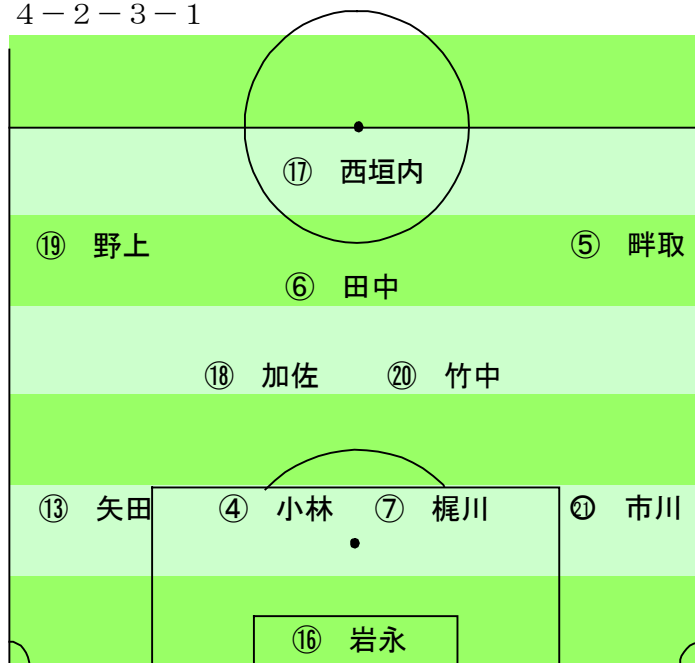 ４－２－３－１
⑰ 西垣内
⑲ 野上 ⑤ 畔取
⑥ 田中
⑱ 加佐 ⑳ 竹中
⑬ 矢田 ④ 小林 ⑦ 梶川 ㉑ 市川
⑯ 岩永